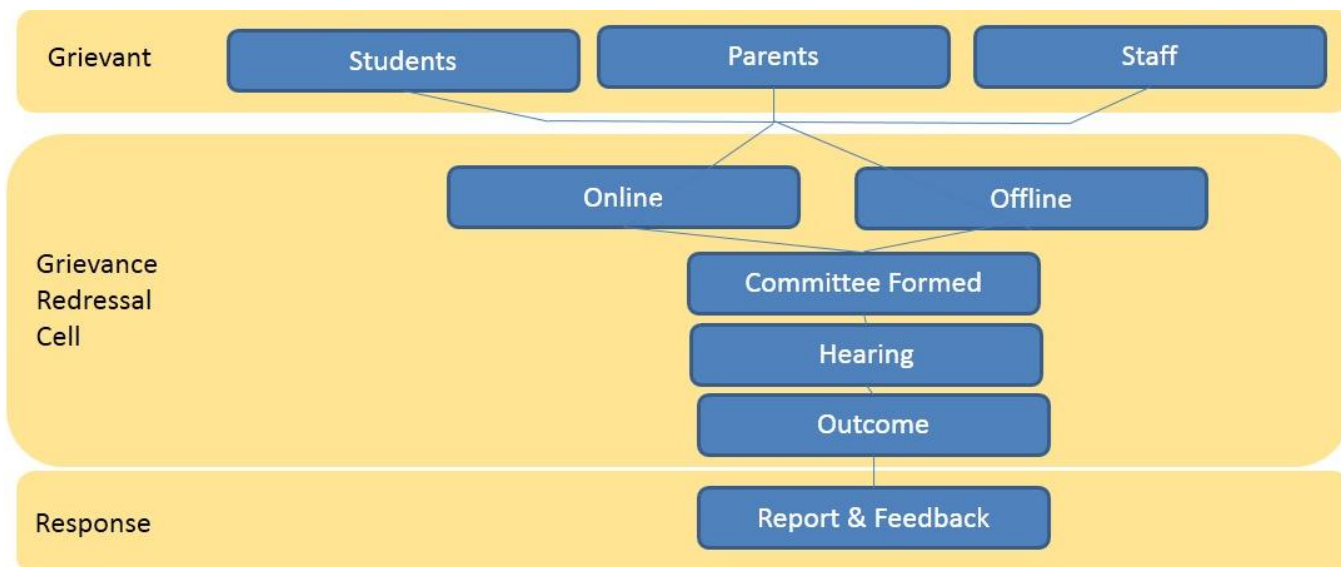 Grievant
Students
Parents
Staff
Online
Offline
Grievance
Redressal
Cell
Committee Formed
Hearing
Outcome
Response
Report & Feedback